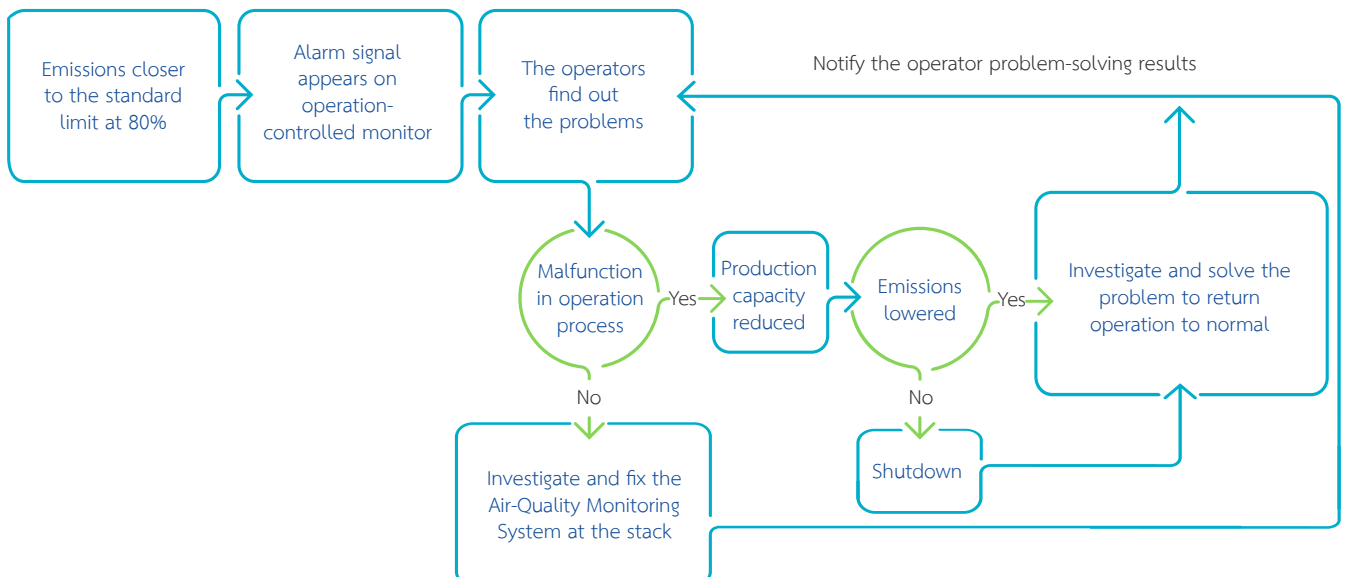 Emissions closer
to the standard
limit at 80%
Alarm signal
appears on
operation-
controlled monitor
The operators
find out
the problems
Notify the operator problem-solving results
Malfunction
in operation
process
Yes
Production
capacity
reduced
Emissions
lowered
Yes
Investigate and solve the
problem to return
operation to normal
No
No
Investigate and fix the
Air-Quality Monitoring
System at the stack
Shutdown